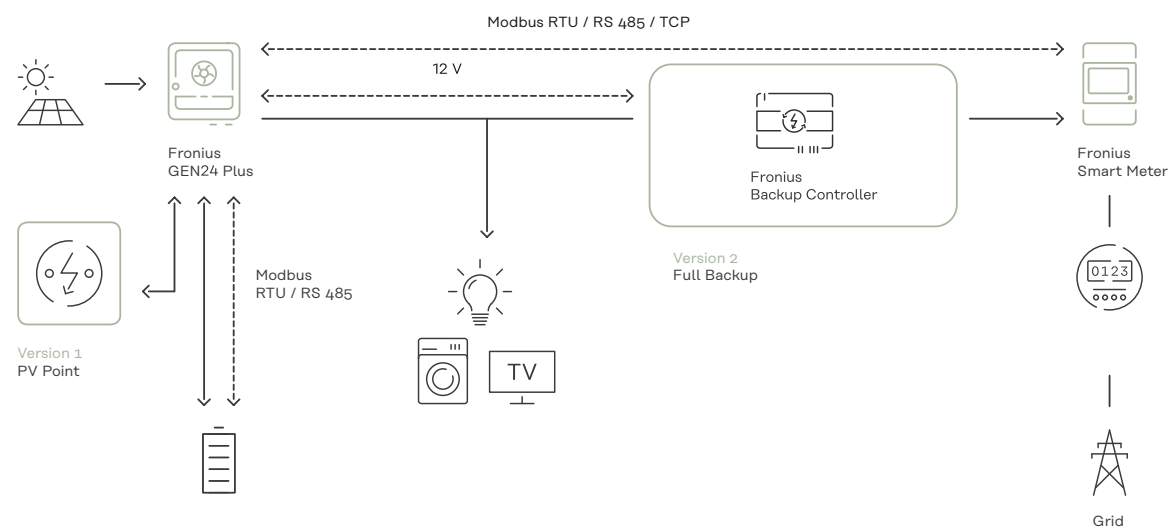 Modbus RTU / RS 485 / TCP
12 V
Fronius
GEN24 Plus
Fronius
Backup Controller
Fronius
Smart Meter
Version 2
Full Backup
0123
Modbus
RTU / RS 485
Version 1
PV Point
TV
Grid